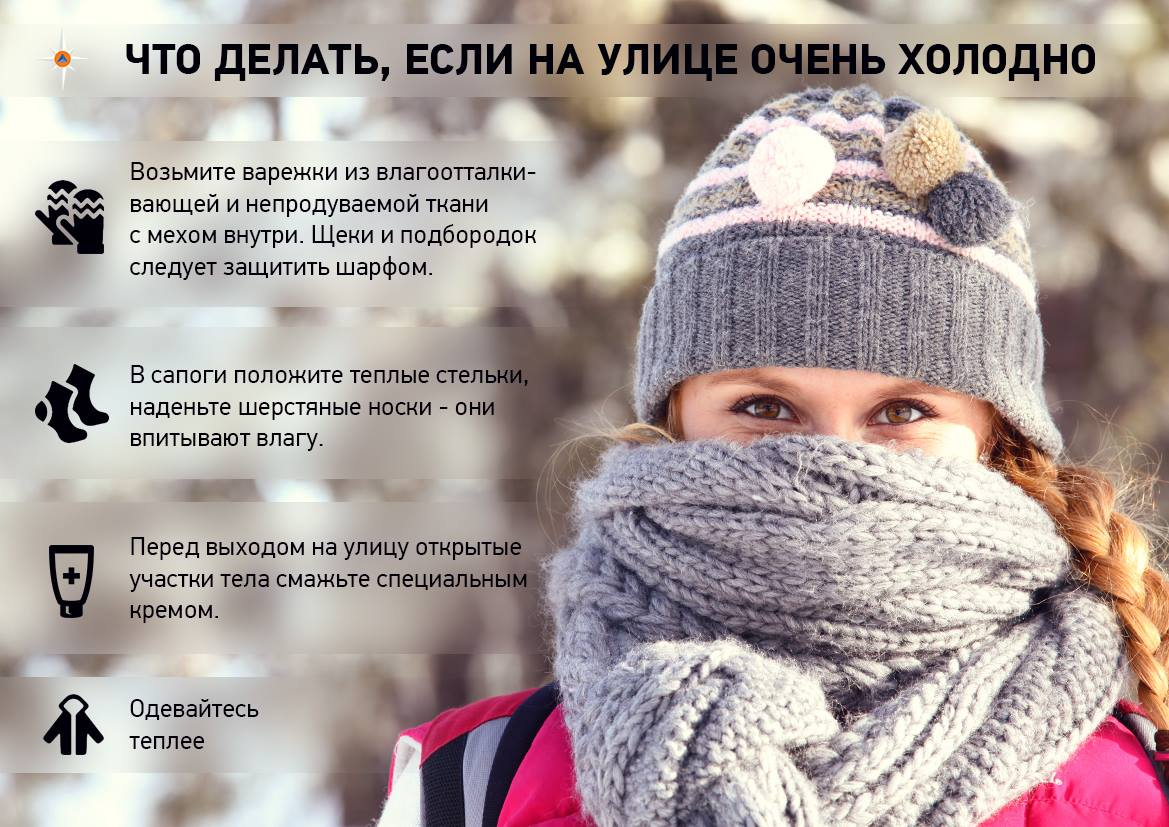 ЧТО ДЕЛАТЬ, ЕСЛИ НА УЛИЦЕ ОЧЕНЬ ХОЛОДНО
Возьмите варежки из влагоотталки-
вающей и непродуваемой ткани
с мехом внутри. Щеки и подбородок
следует защитить шарфом.
В сапоги положите теплые стельки,
наденьте шерстяные носки - они
впитывают влагу.
Перед выходом на улицу открытые
участки тела смажьте специальным
кремом.
Одевайтесь
теплее